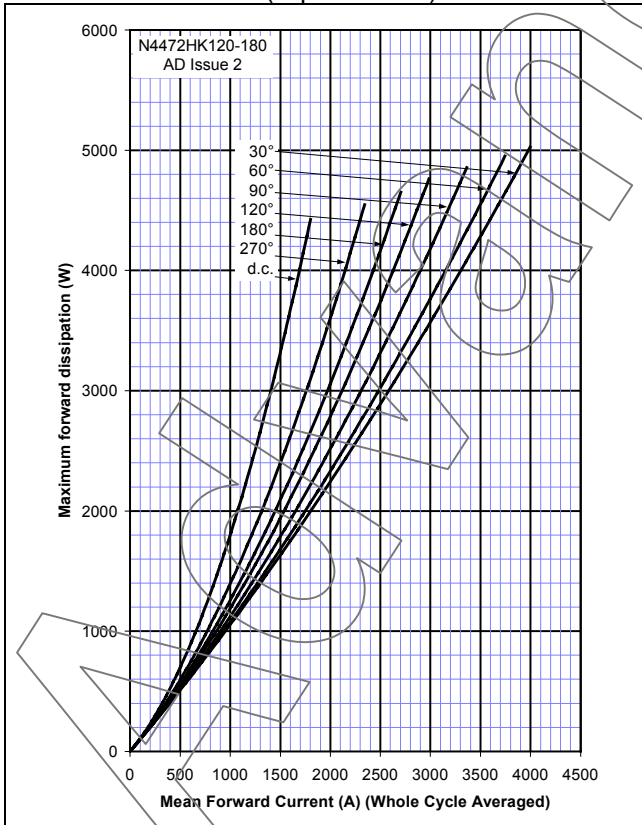 6000
N4472HK120-180
AD Issue 2
5000
30°
60°
90°
120°
180°
270°
d.c.
4000
3000
2000
1000
0
Maximum forward dissipation (W)
0 500 1000 1500 2000 2500 3000 3500 4000 4500
Mean Forward Current (A) (Whole Cycle Averaged)